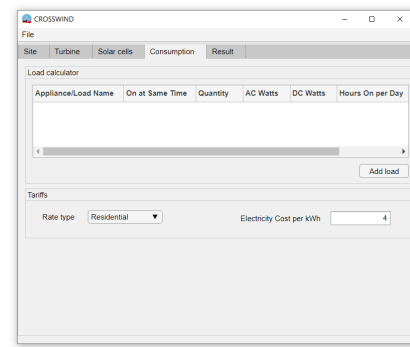 CROSSWIND
File
Site Turbine Solar cells Consumption Result
Load calculator
Appliance/Load Name On at Same Time Quantity AC Watts DC Watts Hours On per Day
Add load
Tariffs
Rate type Residential Electricity Cost per kWh 4